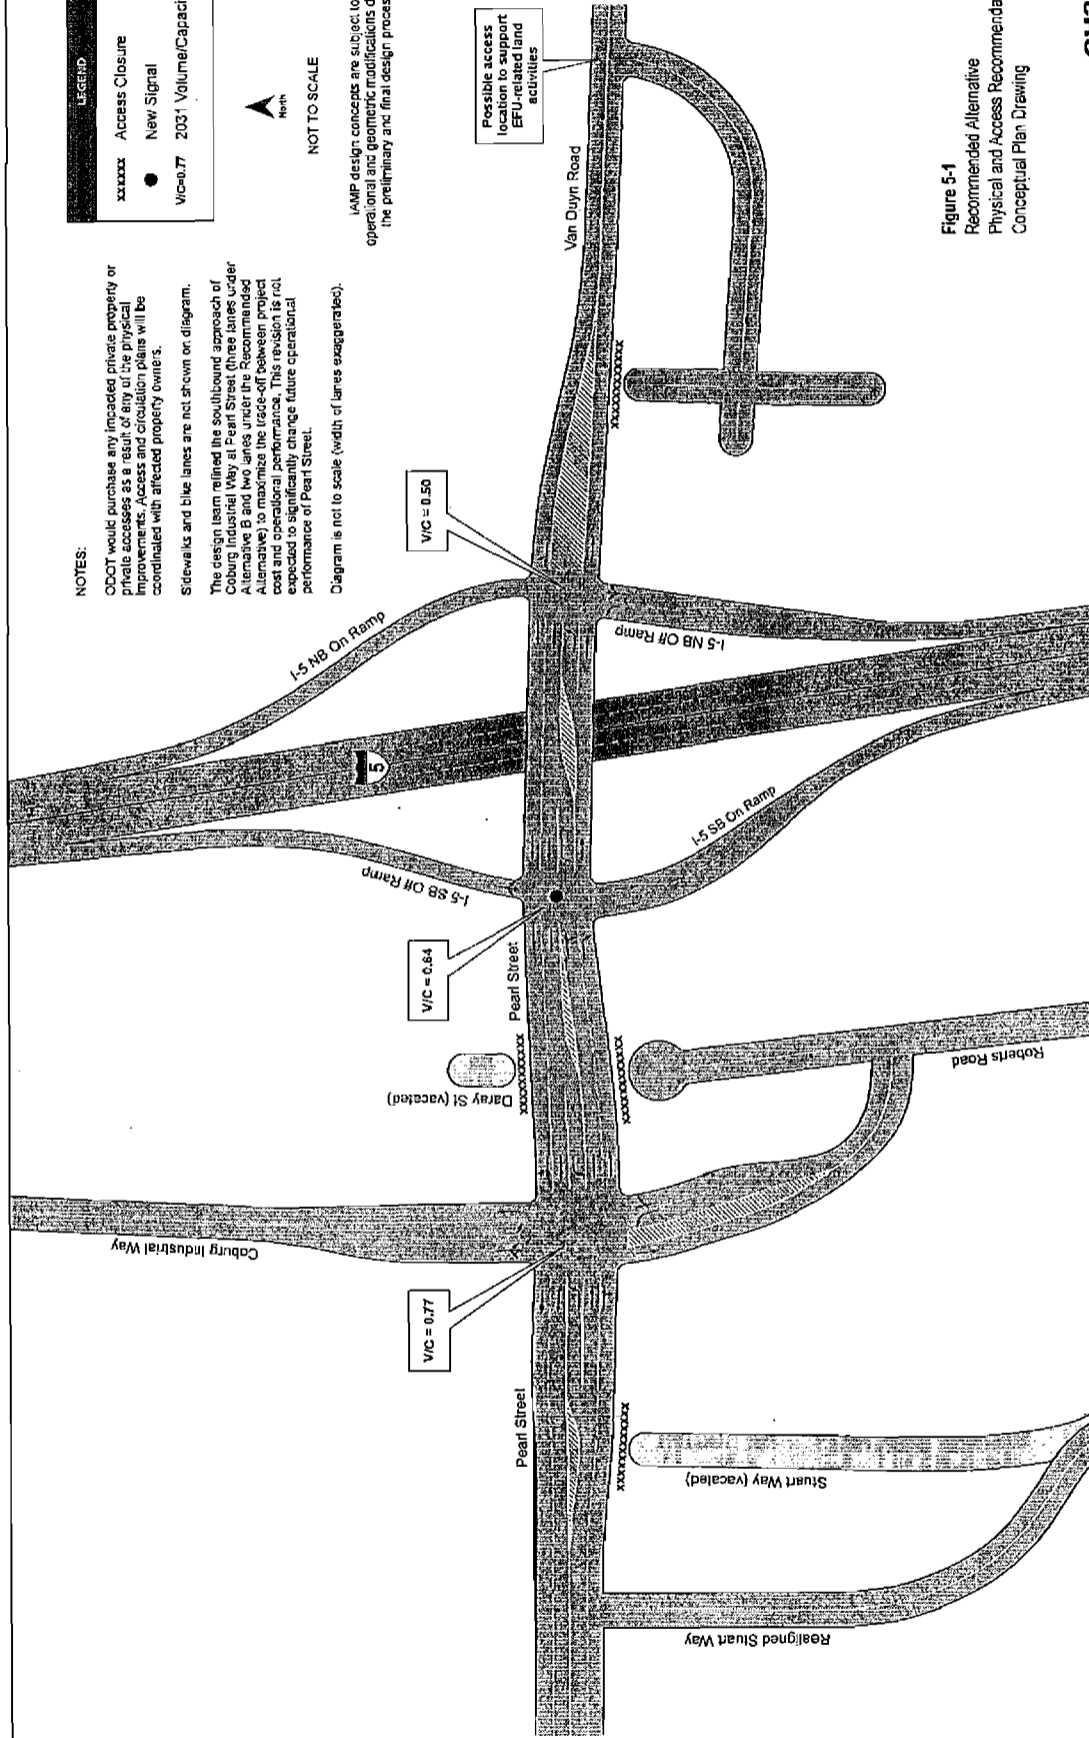 LEGEND
xxxxxx Access Closure
New Signal
V/C=0.77 2031 Volume/Capaci
North
NOT TO SCALE
IAMP design concepts are subject to
operational and geometric modifications d
the preliminary and final design proces
NOTES:
ODOT would purchase any impacted private property or
private accesses as a result of any of the physical
improvements. Access and circulation plans will be
coordinated with affected property owners.
Sidewalks and bike lanes are not shown on diagram.
The design team refined the southbound approach of
Coburg Industrial Way at Pearl Street (three lanes under
Alternative B and two lanes under the Recommended
Alternative) to maximize the trade-off between project
cost and operational performance. This revision is not
expected to significantly change future operational
performance of Pearl Street.
Diagram is not to scale (width of lanes exaggerated).
Possible access
location to support
EFU-related land
activities
Van Duyn Road
xxxxxxxxxxx
V/C = 0.50
I-5 NB On Ramp
I-5 NB Off Ramp
5
I-5 SB Off Ramp
I-5 SB On Ramp
V/C = 0.64
Pearl Street
Daray St (vacated)
xxxxxxxxxx
xxxxxxxxxxx
Roberts Road
Coburg Industrial Way
V/C = 0.77
Pearl Street
xxxxxxxxxxx
Stuart Way (vacated)
Realigned Stuart Way
Figure 5-1
Recommended Alternative
Physical and Access Recommenda
Conceptual Plan Drawing